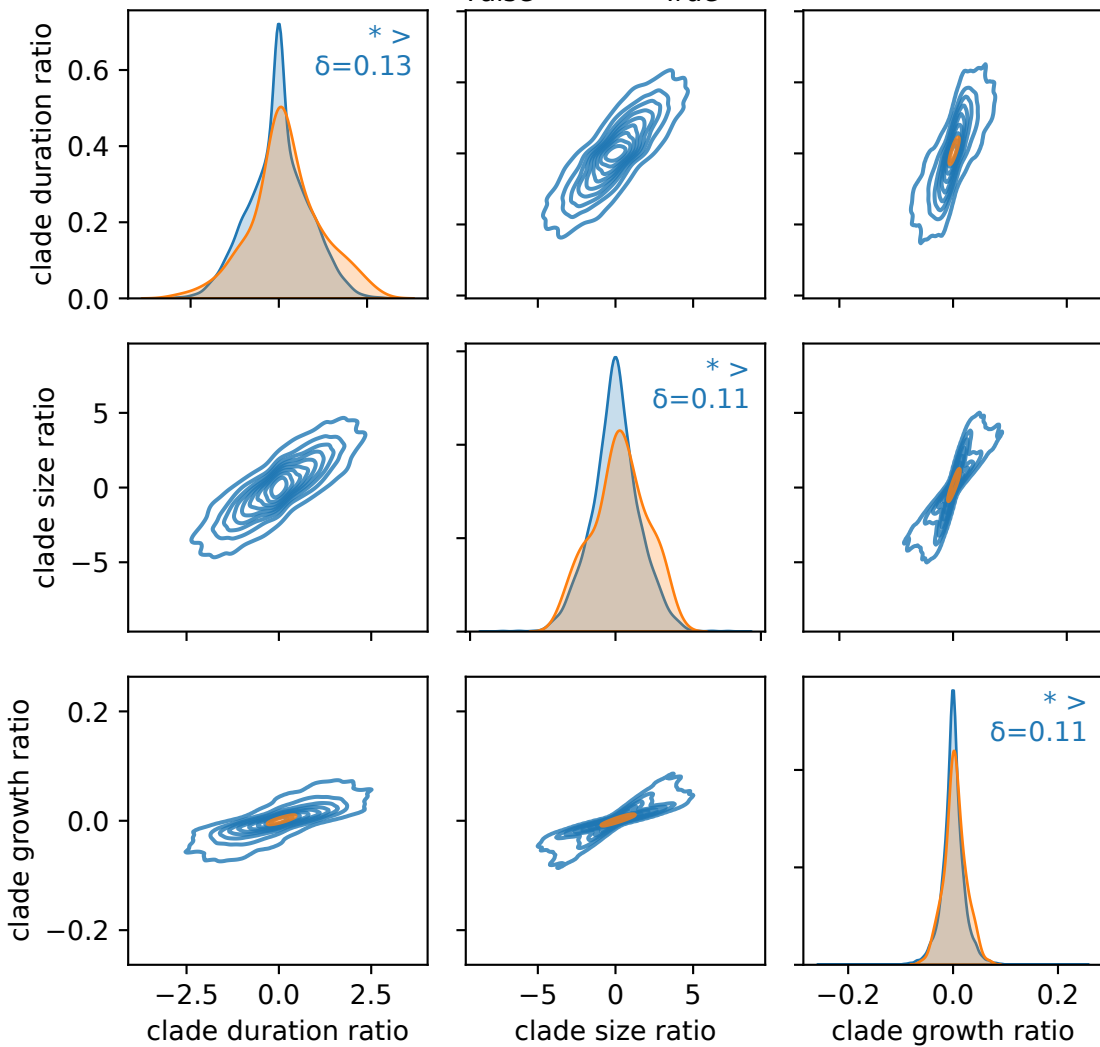 * >
δ=0.13
0.6
0.4
0.2
0.0
clade duration ratio
5
0
−5
clade size ratio
* >
δ=0.11
0.2
0.0
−0.2
clade growth ratio
* >
δ=0.11
−2.5 0.0 2.5
−5 0 5
−0.2 0.0 0.2
clade duration ratio
clade size ratio
clade growth ratio